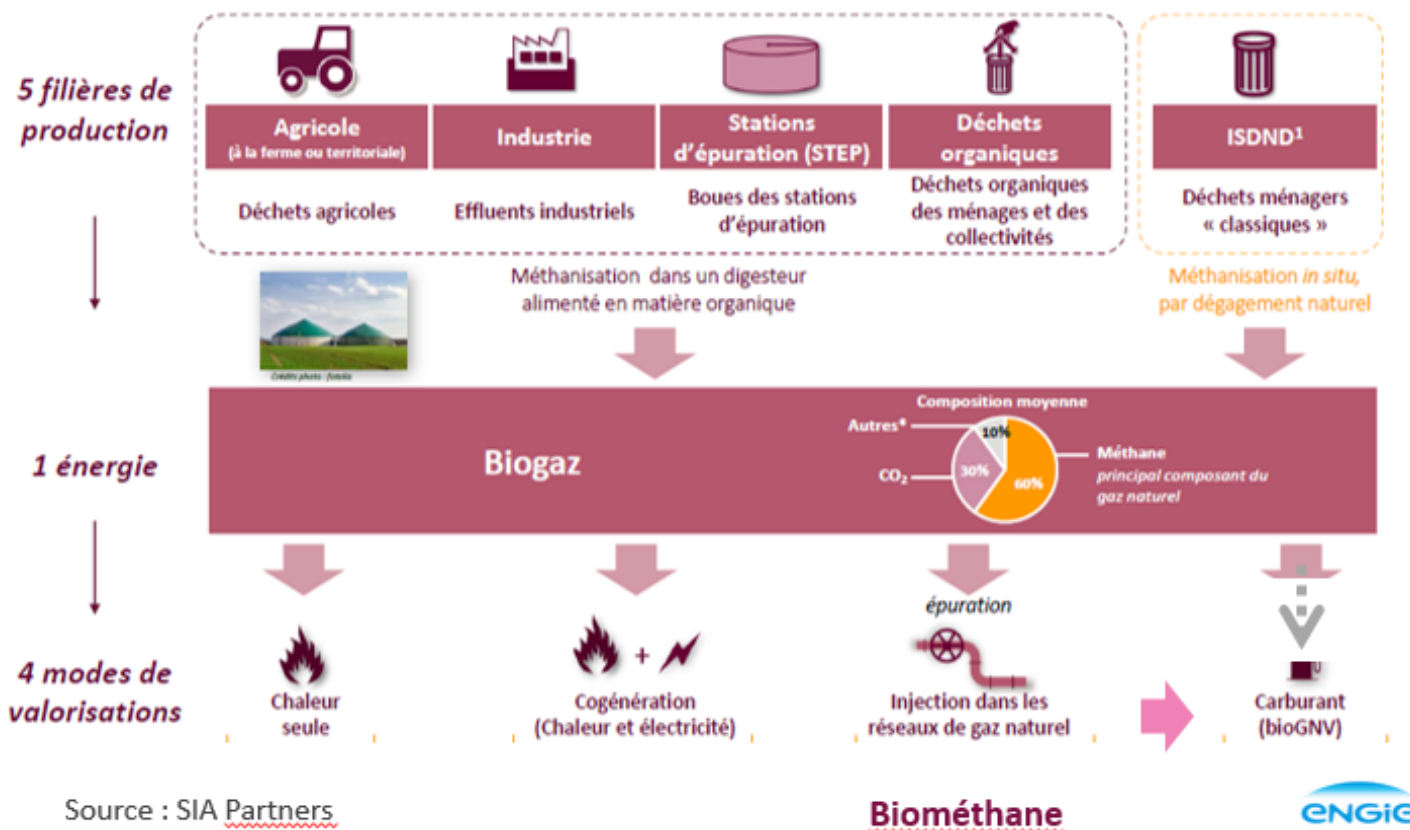 5 filières de
production
Agricole
(à la ferme ou territoriale)
Industrie
Stations
d'épuration (STEP)
Déchets
organiques
ISDND¹
Déchets agricoles
Effluents industriels
Boues des stations
d'épuration
Déchets organiques
des ménages et des
collectivités
Déchets ménagers
« classiques »
Méthanisation dans un digesteur
alimenté en matière organique
Méthanisation in situ,
par dégagement naturel
Crédits photo : fotolia
1 énergie
Biogaz
Composition moyenne
Autres*
10%
CO₂
30%
60%
Méthane
principal composant du
gaz naturel
4 modes de
valorisations
Chaleur
seule
+
Cogénération
(Chaleur et électricité)
épuration
Injection dans les
réseaux de gaz naturel
Carburant
(bioGNV)
Source : SIA Partners
Biométhane
ENGIE